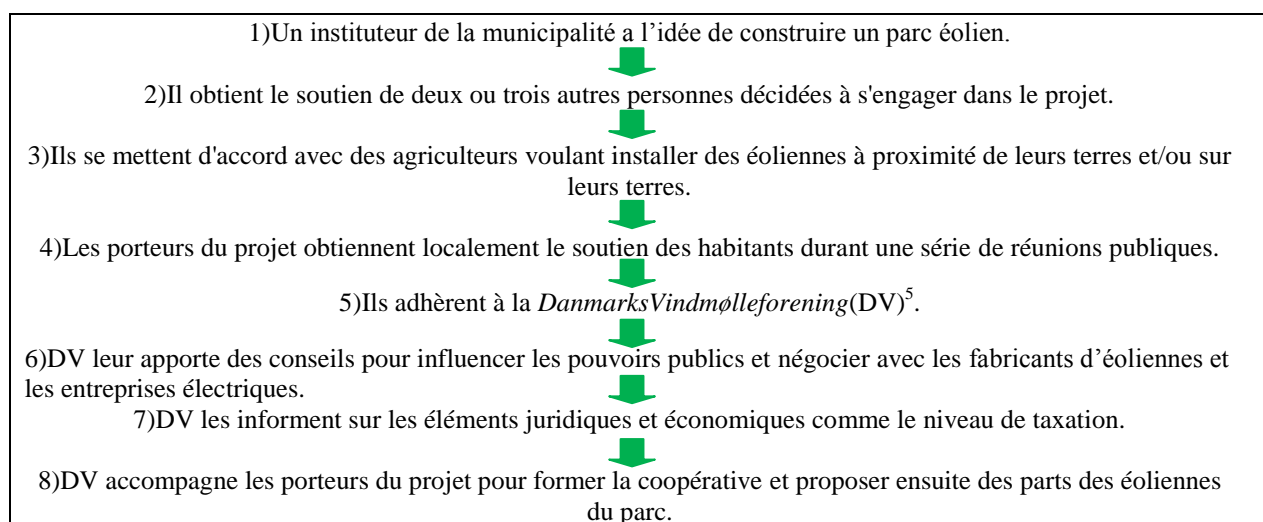 1)Un instituteur de la municipalité a l’idée de construire un parc éolien.
2)Il obtient le soutien de deux ou trois autres personnes décidées à s'engager dans le projet.
3)Ils se mettent d'accord avec des agriculteurs voulant installer des éoliennes à proximité de leurs terres et/ou sur
leurs terres.
4)Les porteurs du projet obtiennent localement le soutien des habitants durant une série de réunions publiques.
5)Ils adhèrent à la DanmarksVindmølleforening(DV)5.
6)DV leur apporte des conseils pour influencer les pouvoirs publics et négocier avec les fabricants d’éoliennes et
les entreprises électriques.
7)DV les informent sur les éléments juridiques et économiques comme le niveau de taxation.
8)DV accompagne les porteurs du projet pour former la coopérative et proposer ensuite des parts des éoliennes
du parc.